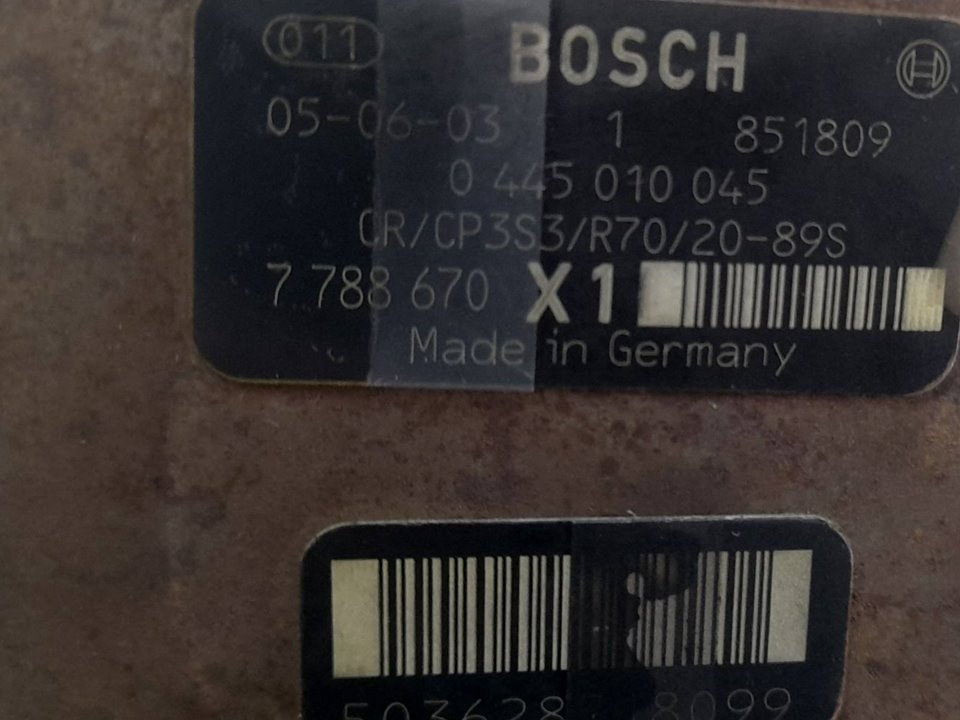 011 BOSCH
05-06-03 1 851809
0 445 010 045
CR/CP3S3/R70/20-89S
7 788 670 X1
Made in Germany